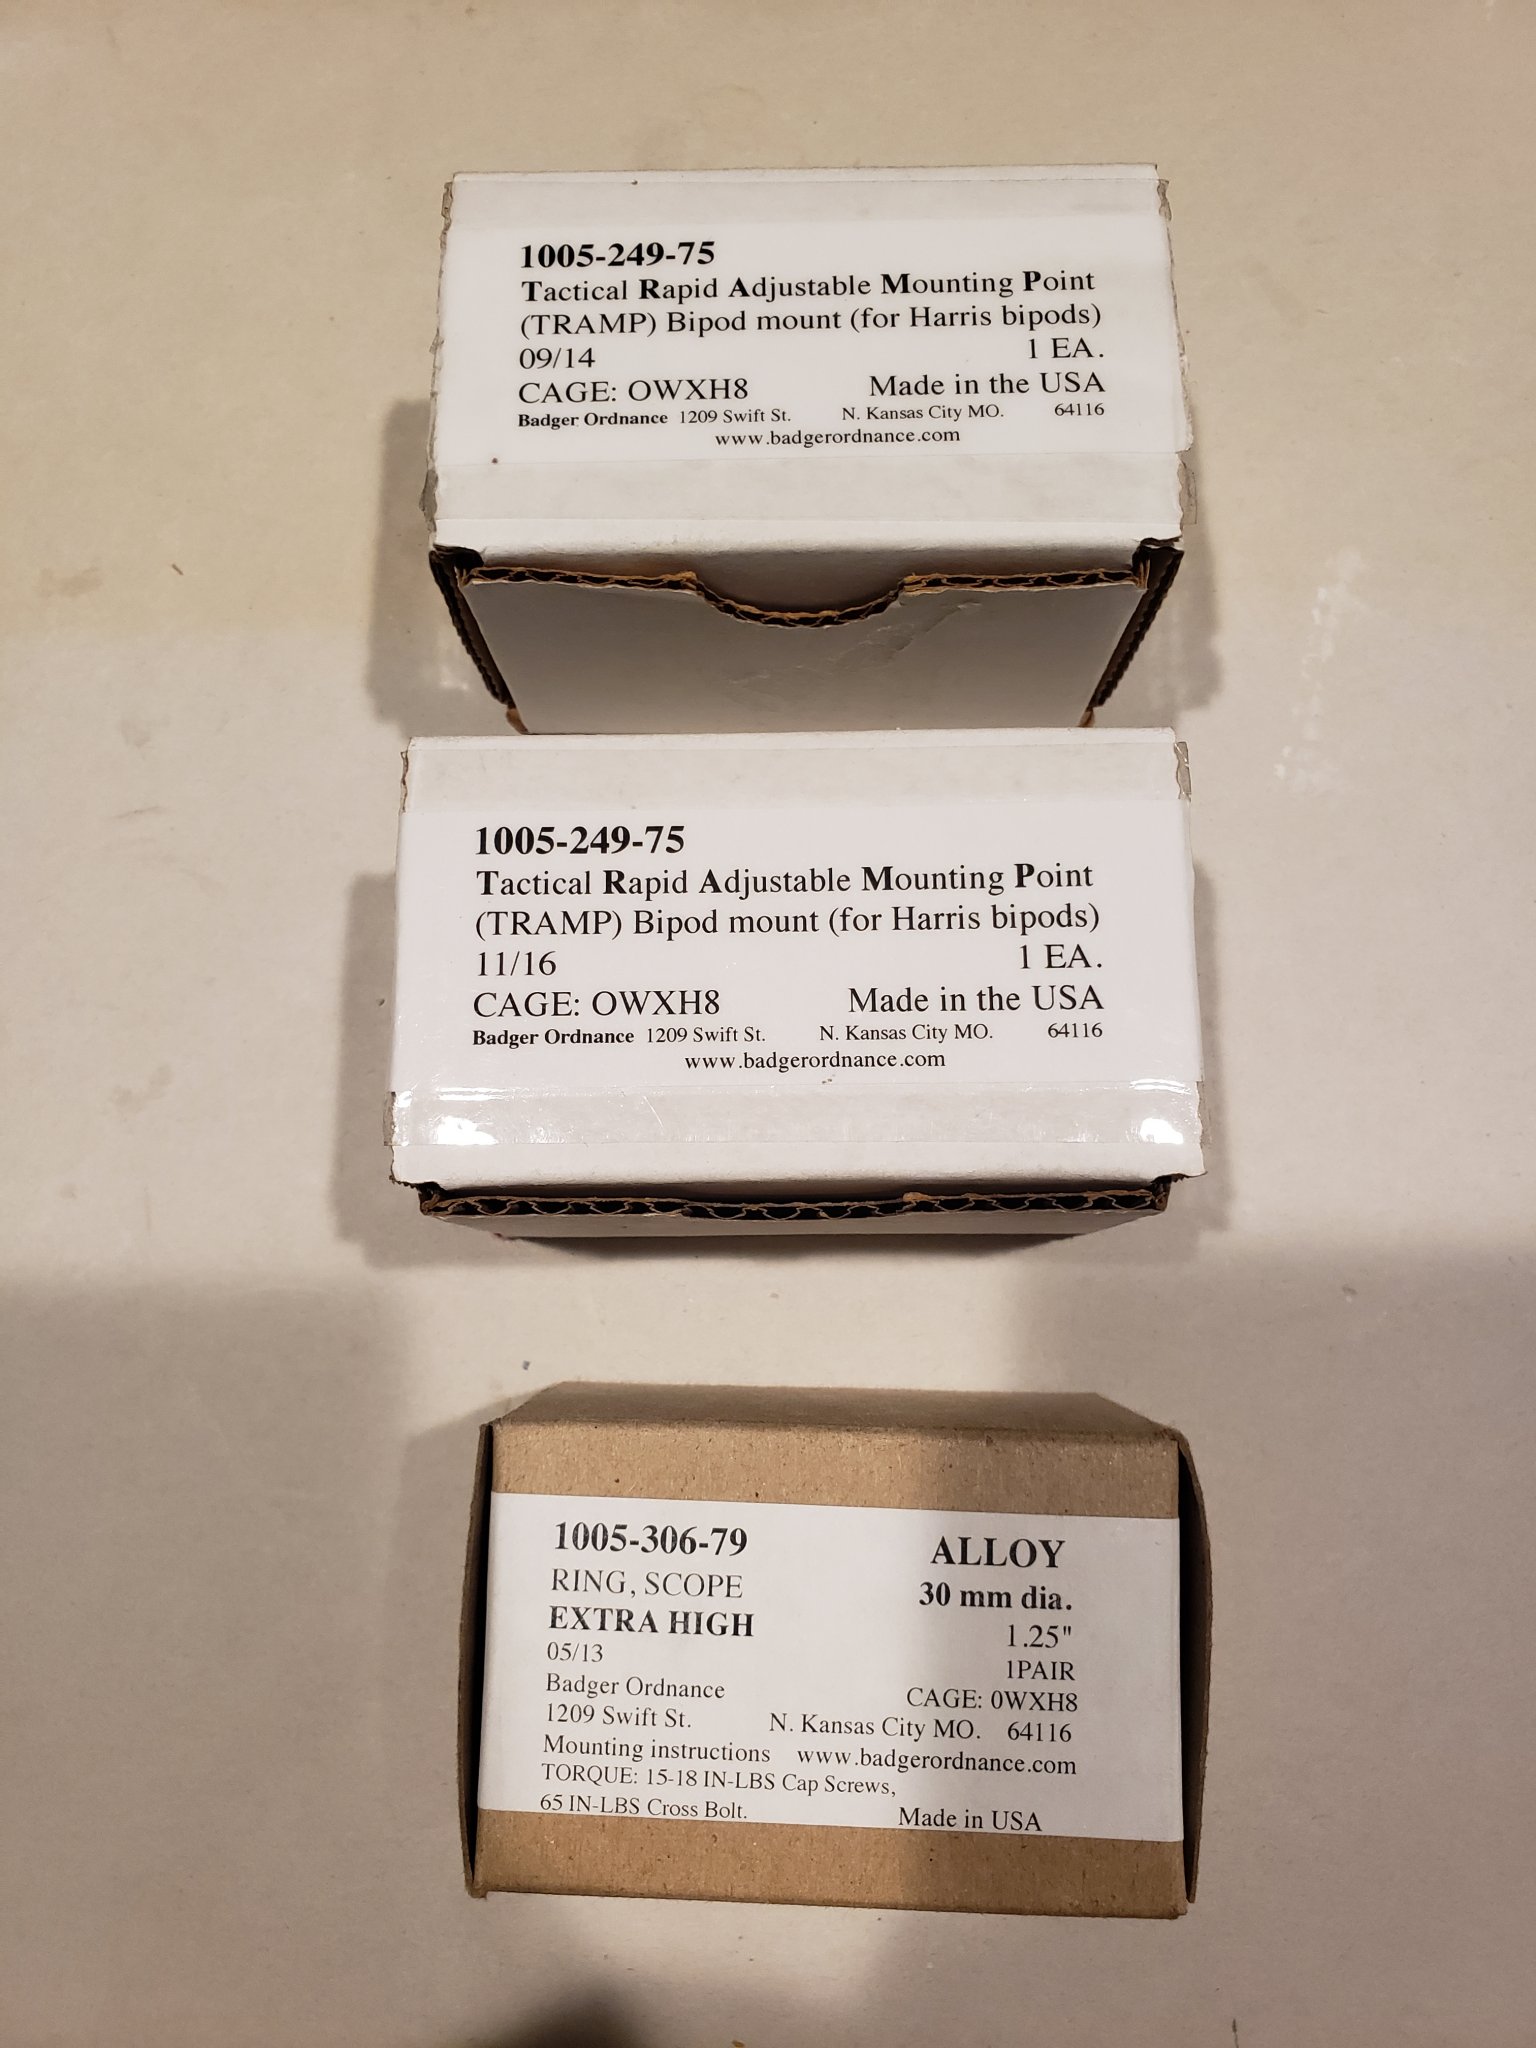 1005-249-75
Tactical Rapid Adjustable Mounting Point
(TRAMP) Bipod mount (for Harris bipods)
09/14 1 EA.
CAGE: OWXH8 Made in the USA
Badger Ordnance 1209 Swift St. N. Kansas City MO. 64116
www.badgerordnance.com
1005-249-75
Tactical Rapid Adjustable Mounting Point
(TRAMP) Bipod mount (for Harris bipods)
11/16 1 EA.
CAGE: OWXH8 Made in the USA
Badger Ordnance 1209 Swift St. N. Kansas City MO. 64116
www.badgerordnance.com
1005-306-79 ALLOY
RING, SCOPE 30 mm dia.
EXTRA HIGH 1.25"
05/13 1PAIR
Badger Ordnance CAGE: 0WXH8
1209 Swift St. N. Kansas City MO. 64116
Mounting instructions www.badgerordnance.com
TORQUE: 15-18 IN-LBS Cap Screws,
65 IN-LBS Cross Bolt. Made in USA